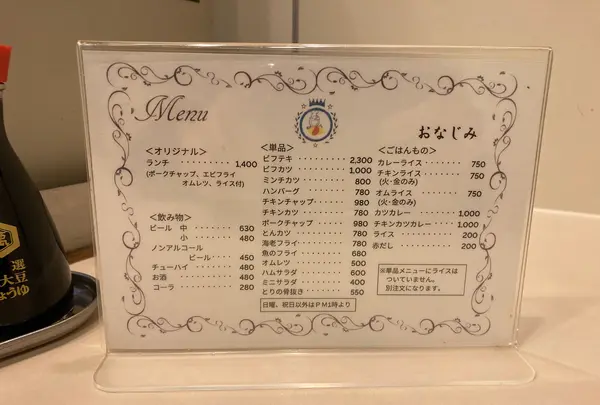 Menu
おなじみ
<オリジナル>
ランチ ········ 1,400
(ポークチャップ、エビフライ
オムレツ、ライス付)
<飲み物>
ビール 中 ······ 630
小 ······ 480
ノンアルコール
ビール ···· 450
チューハイ ····· 480
お酒 ········ 480
コーラ ······· 280
<単品>
ビフテキ ········ 2,300
ビフカツ ········ 1,000
ミンチカツ ······· 800
ハンバーグ ······· 780
チキンチャップ ····· 980
チキンカツ ······· 780
ポークチャップ ····· 980
とんカツ ········ 780
海老フライ ······· 780
魚のフライ ······· 680
オムレツ ········ 500
ハムサラダ ······· 600
ミニサラダ ······· 400
とりの骨抜き ······ 550
日曜、祝日以外はPM1時より
<ごはんもの>
カレーライス ····· 750
チキンライス ····· 750
(火・金のみ)
オムライス ······ 750
(火・金のみ)
カツカレー ······ 1,000
チキンカツカレー ··· 1,000
ライス ········ 200
赤だし ········ 200
※単品メニューにライスは
ついていません。
別注文になります。
選
大豆
ょうゆ